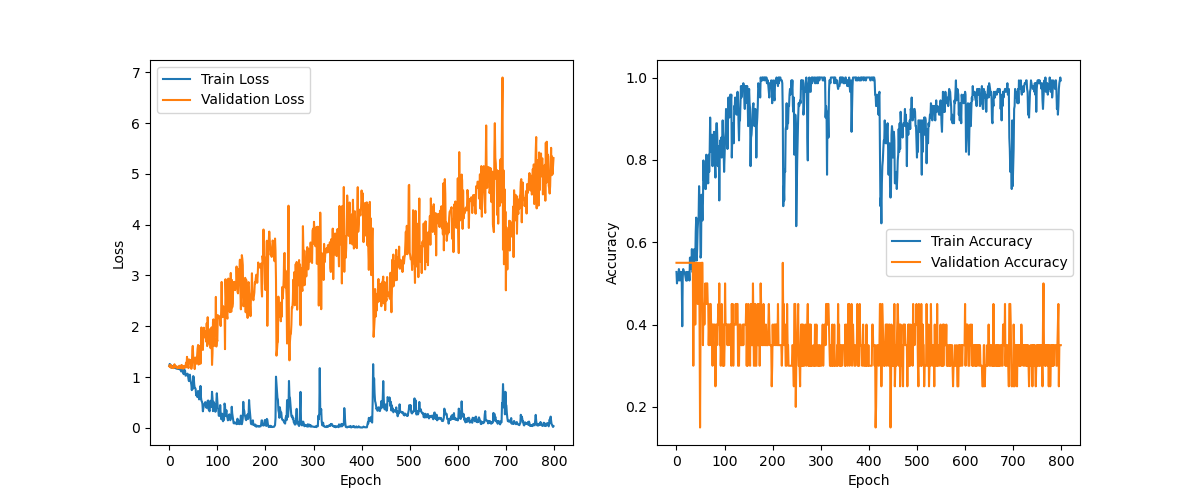 Train Loss
Validation Loss
7
6
5
4
3
2
1
0
Loss
0 100 200 300 400 500 600 700 800
Epoch
1.0
0.8
0.6
0.4
0.2
Accuracy
Train Accuracy
Validation Accuracy
0 100 200 300 400 500 600 700 800
Epoch